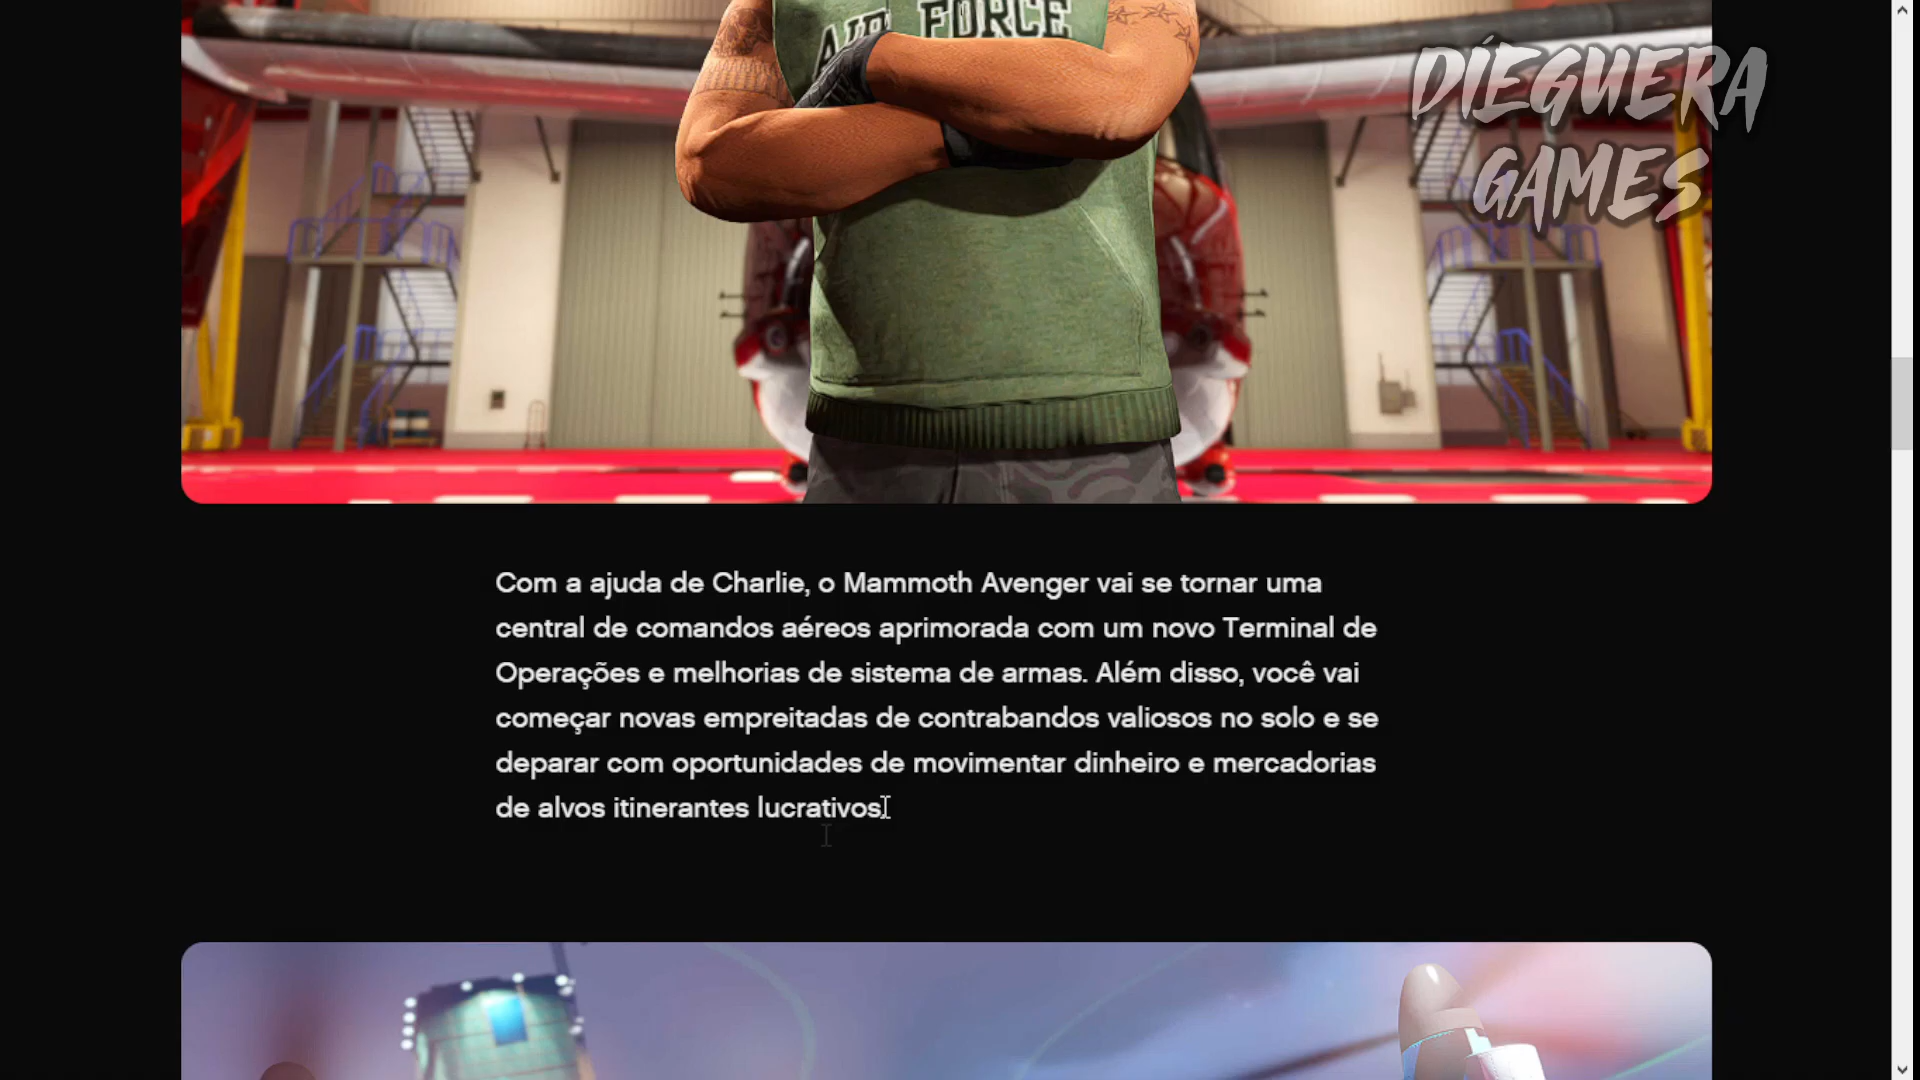 AIR FORCE
DÍEGUERA
GAMES
Com a ajuda de Charlie, o Mammoth Avenger vai se tornar uma
central de comandos aéreos aprimorada com um novo Terminal de
Operações e melhorias de sistema de armas. Além disso, você vai
começar novas empreitadas de contrabandos valiosos no solo e se
deparar com oportunidades de movimentar dinheiro e mercadorias
de alvos itinerantes lucrativos.